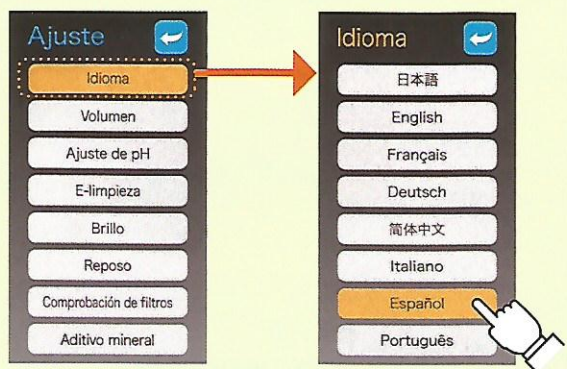 Ajuste
Idioma
Volumen
Ajuste de pH
E-limpieza
Brillo
Reposo
Comprobación de filtros
Aditivo mineral
Idioma
日本語
English
Français
Deutsch
简体中文
Italiano
Español
Português